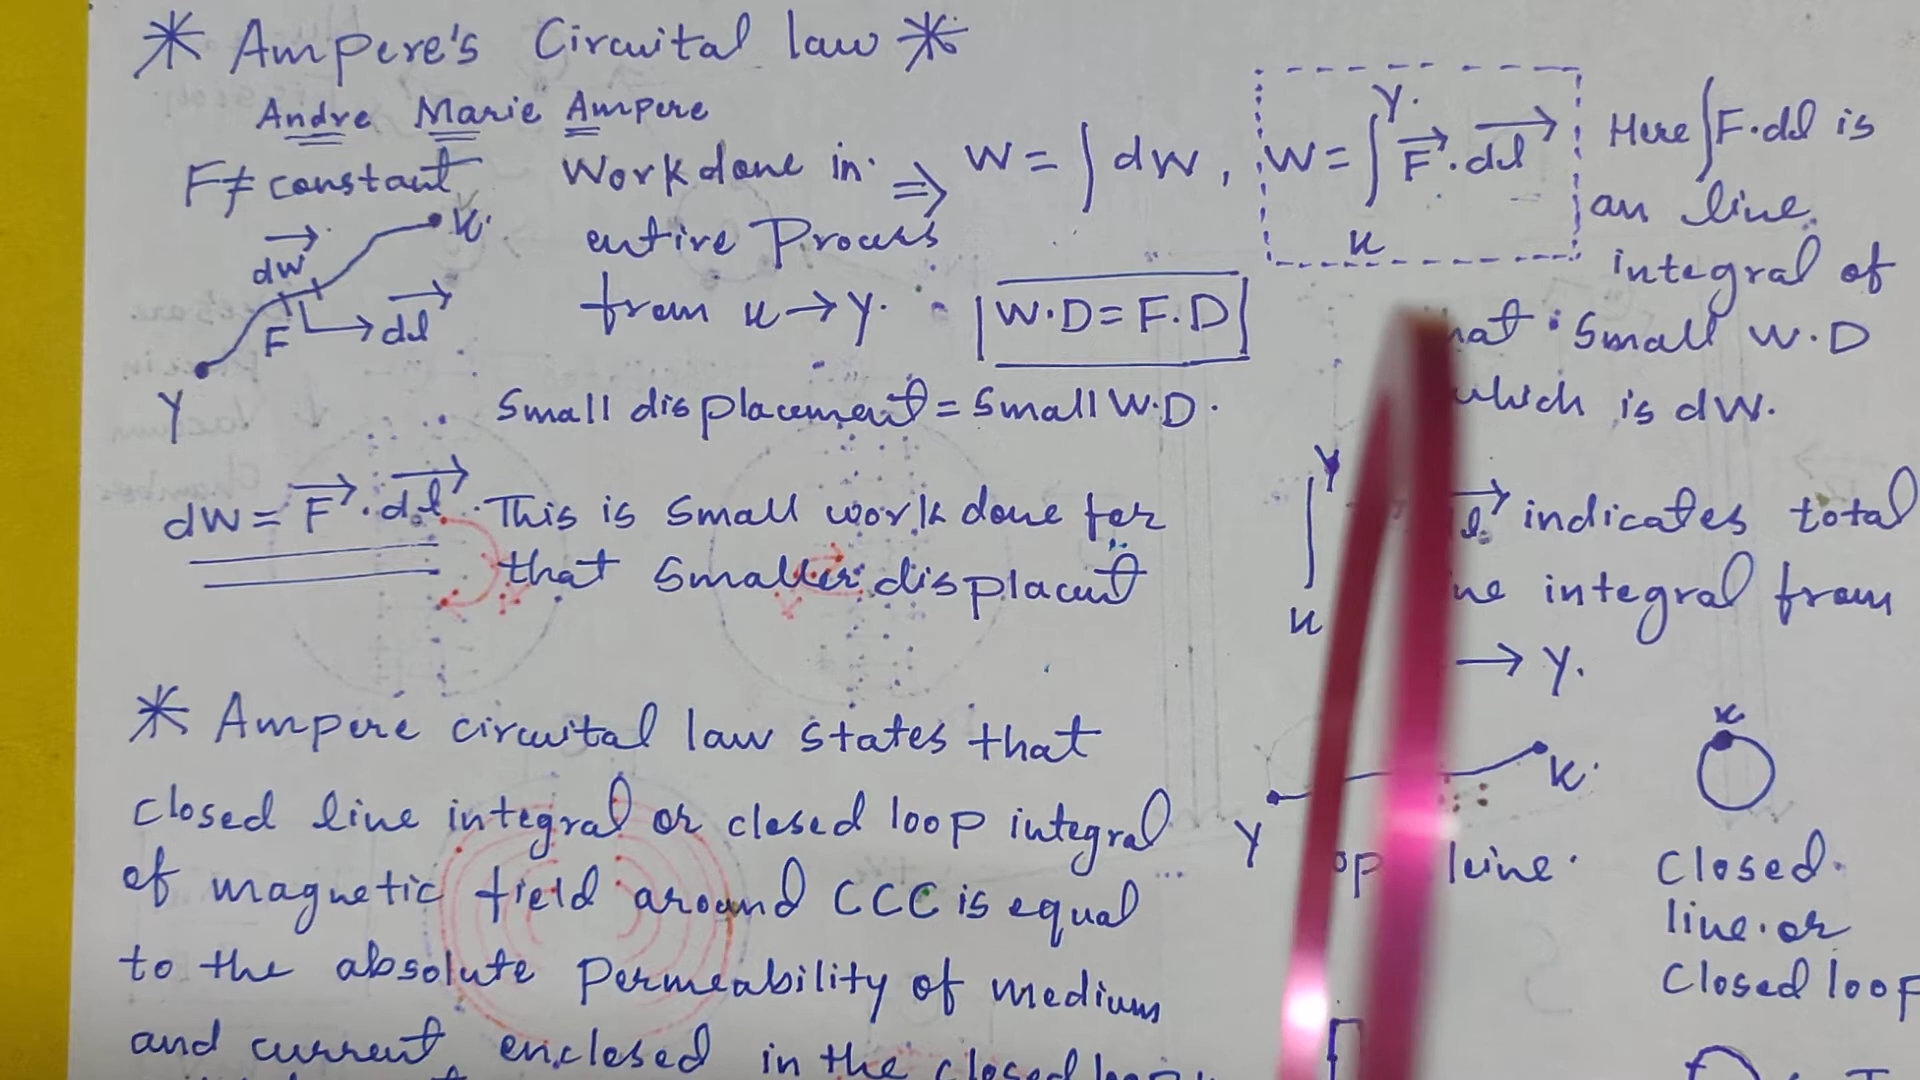 * Ampere's Circuital law *
Andre Marie Ampere
F ≠ constant
x
dW
F
dl
Y
Work done in
entire Process
from x → y.
⇒ W = ∫ dW,
W = ∫ F . dl
y.
x
W.D = F.D
Small displacement = Small W.D.
dW = F . dl . This is small work done for
that smaller displacent
Here ∫F.dl is
an line.
integral of
Small W.D
which is dW.
Y
x
indicates total
integral from
→ Y.
* Ampere circuital law states that
closed line integral or closed loop integral
of magnetic field around CCC is equal
to the absolute Permeability of medium
and current enclosed in the closed
Y
x.
line.
x
Closed.
line.or
Closed loop